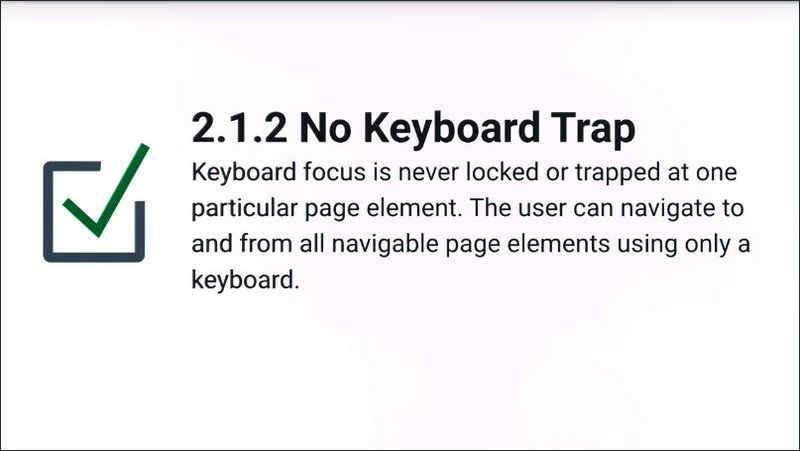 2.1.2 No Keyboard Trap
Keyboard focus is never locked or trapped at one
particular page element. The user can navigate to
and from all navigable page elements using only a
keyboard.